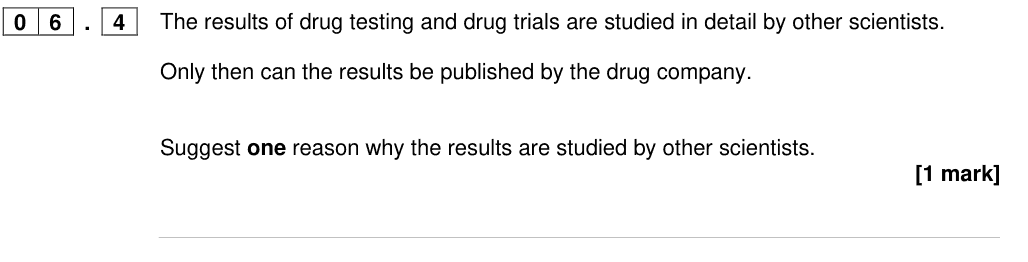 0 6 . 4 The results of drug testing and drug trials are studied in detail by other scientists.
Only then can the results be published by the drug company.
Suggest one reason why the results are studied by other scientists.
[1 mark]